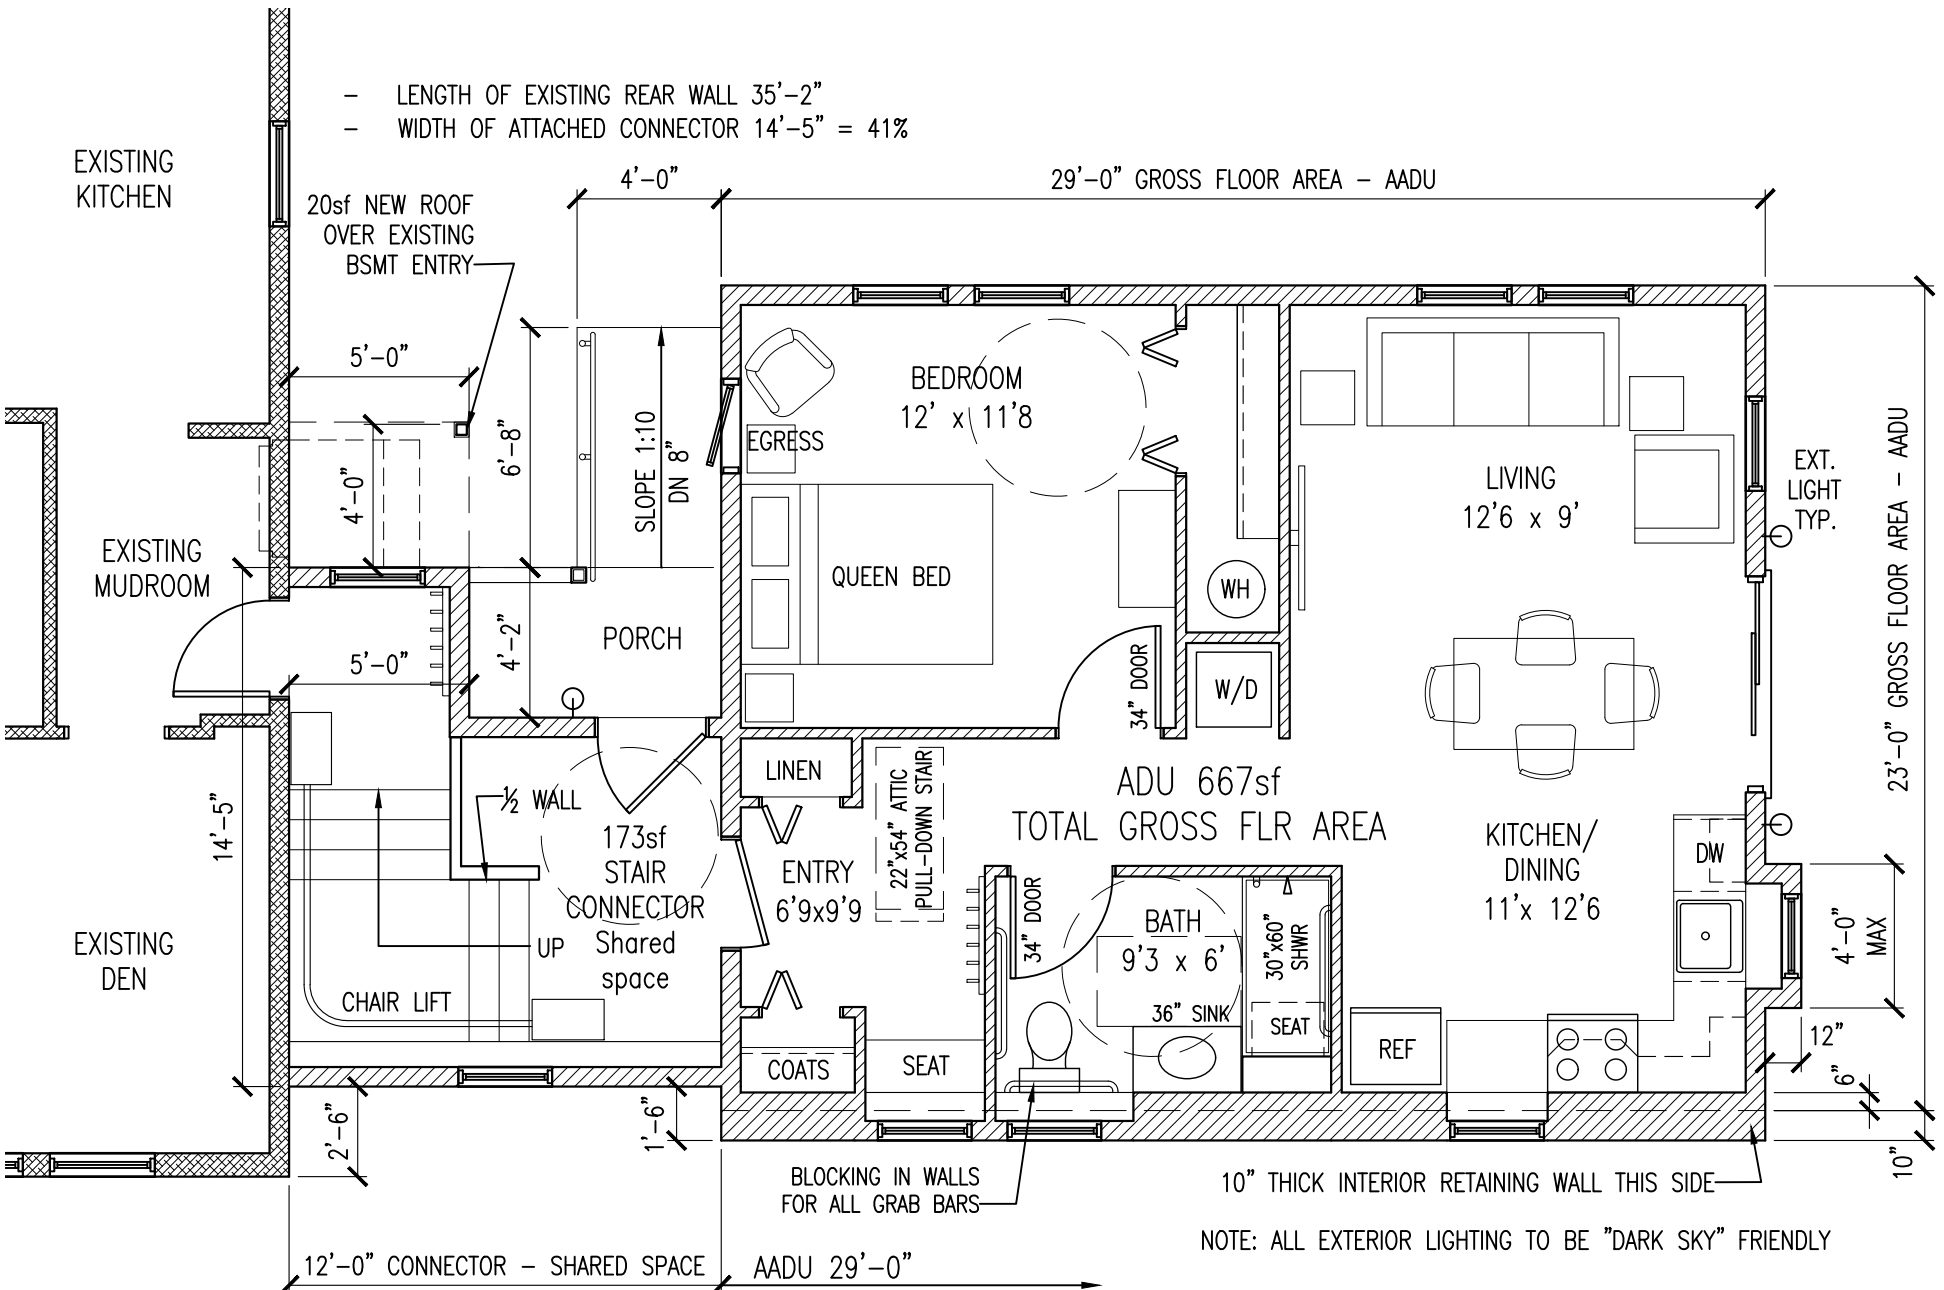 - LENGTH OF EXISTING REAR WALL 35'-2"
- WIDTH OF ATTACHED CONNECTOR 14'-5" = 41%
EXISTING
KITCHEN
20sf NEW ROOF
OVER EXISTING
BSMT ENTRY
4'-0"
29'-0" GROSS FLOOR AREA - AADU
5'-0"
4'-0"
6'-8"
SLOPE 1:10
DN 8"
EGRESS
BEDROOM
12' x 11'8
QUEEN BED
WH
W/D
34" DOOR
LIVING
12'6 x 9'
EXT.
LIGHT
TYP.
23'-0" GROSS FLOOR AREA - AADU
EXISTING
MUDROOM
5'-0"
4'-2"
PORCH
14'-5"
½ WALL
173sf
STAIR
CONNECTOR
Shared
space
UP
CHAIR LIFT
LINEN
22"x54" ATTIC
PULL-DOWN STAIR
ENTRY
6'9x9'9
COATS
SEAT
ADU 667sf
TOTAL GROSS FLR AREA
34" DOOR
BATH
9'3 x 6'
36" SINK
30"x60"
SHWR
SEAT
KITCHEN/
DINING
11'x 12'6
DW
REF
4'-0"
MAX
12"
6"
10"
EXISTING
DEN
2'-6"
1'-6"
BLOCKING IN WALLS
FOR ALL GRAB BARS
10" THICK INTERIOR RETAINING WALL THIS SIDE
NOTE: ALL EXTERIOR LIGHTING TO BE "DARK SKY" FRIENDLY
12'-0" CONNECTOR - SHARED SPACE
AADU 29'-0"